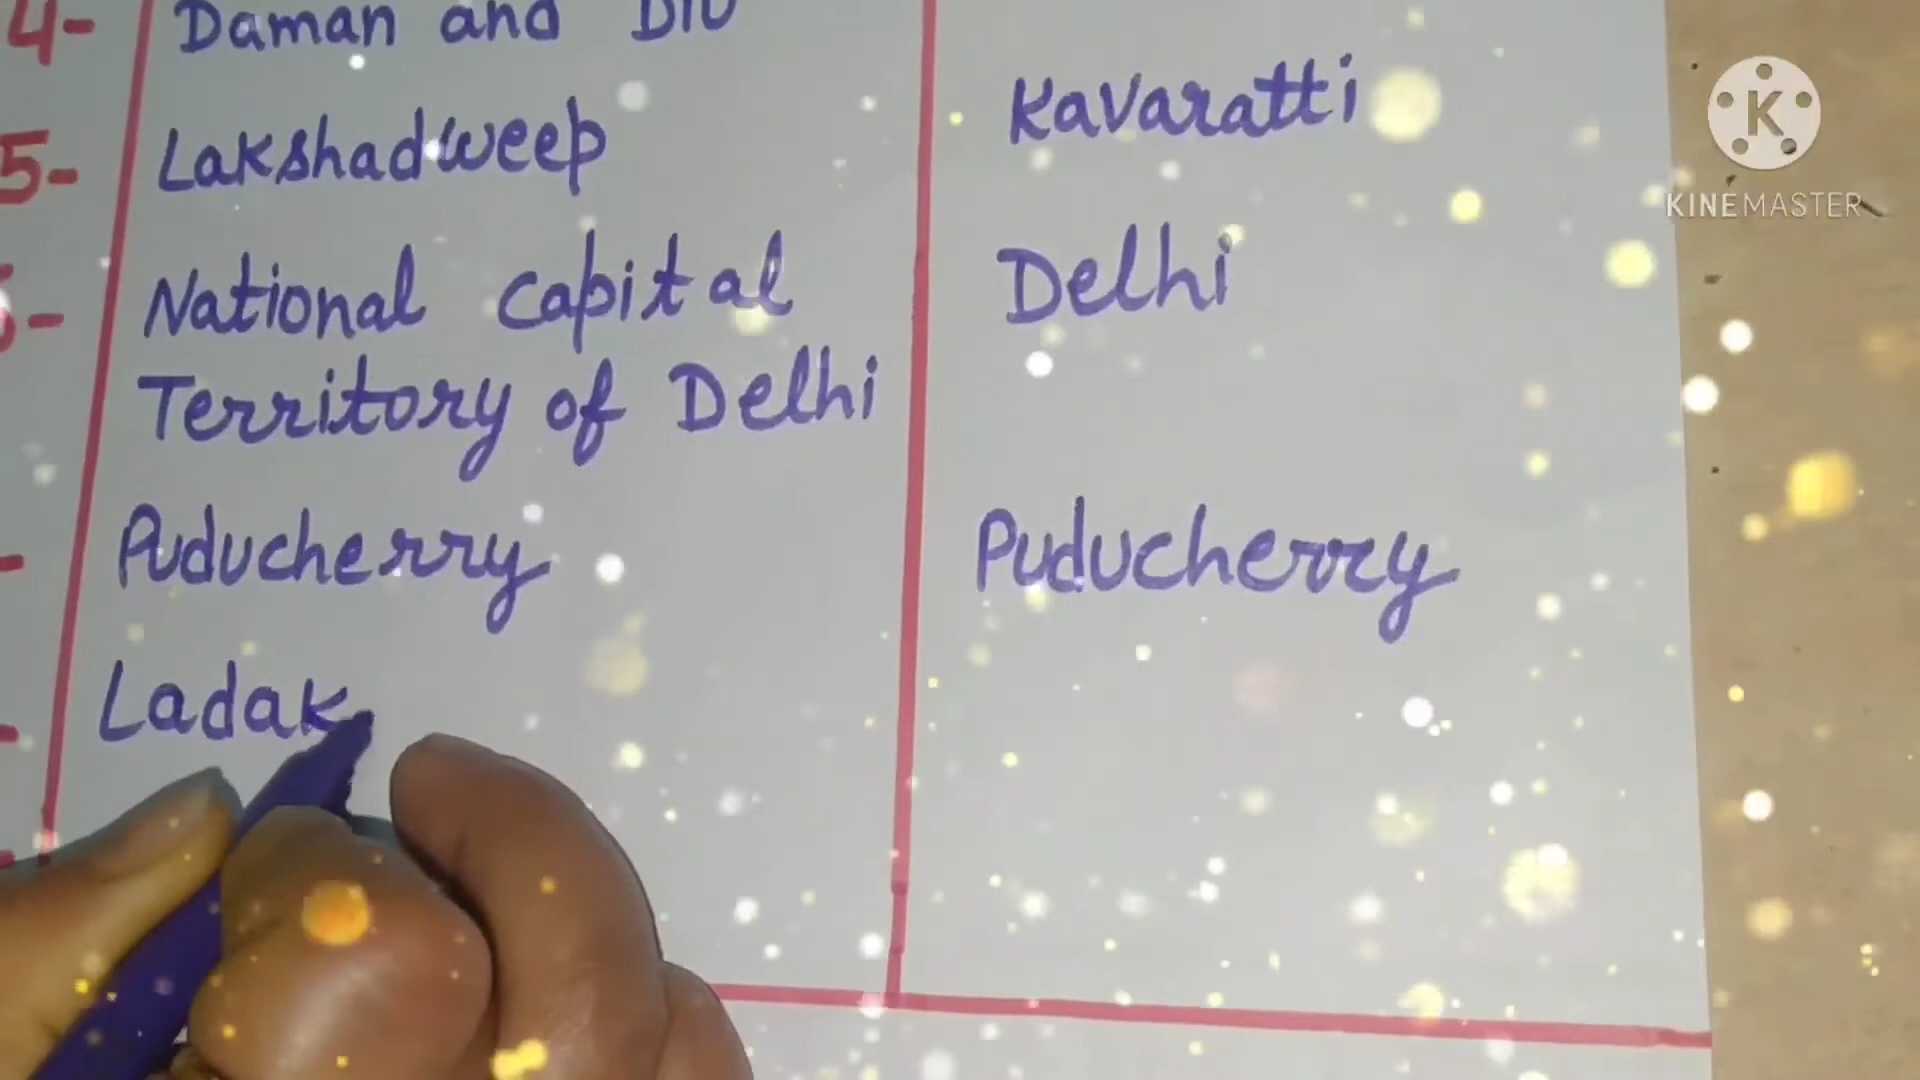 4- Daman and Diu
5- Lakshadweep Kavaratti
National Capital Delhi
Territory of Delhi
Puducherry Puducherry
Ladak
K
KINEMASTER